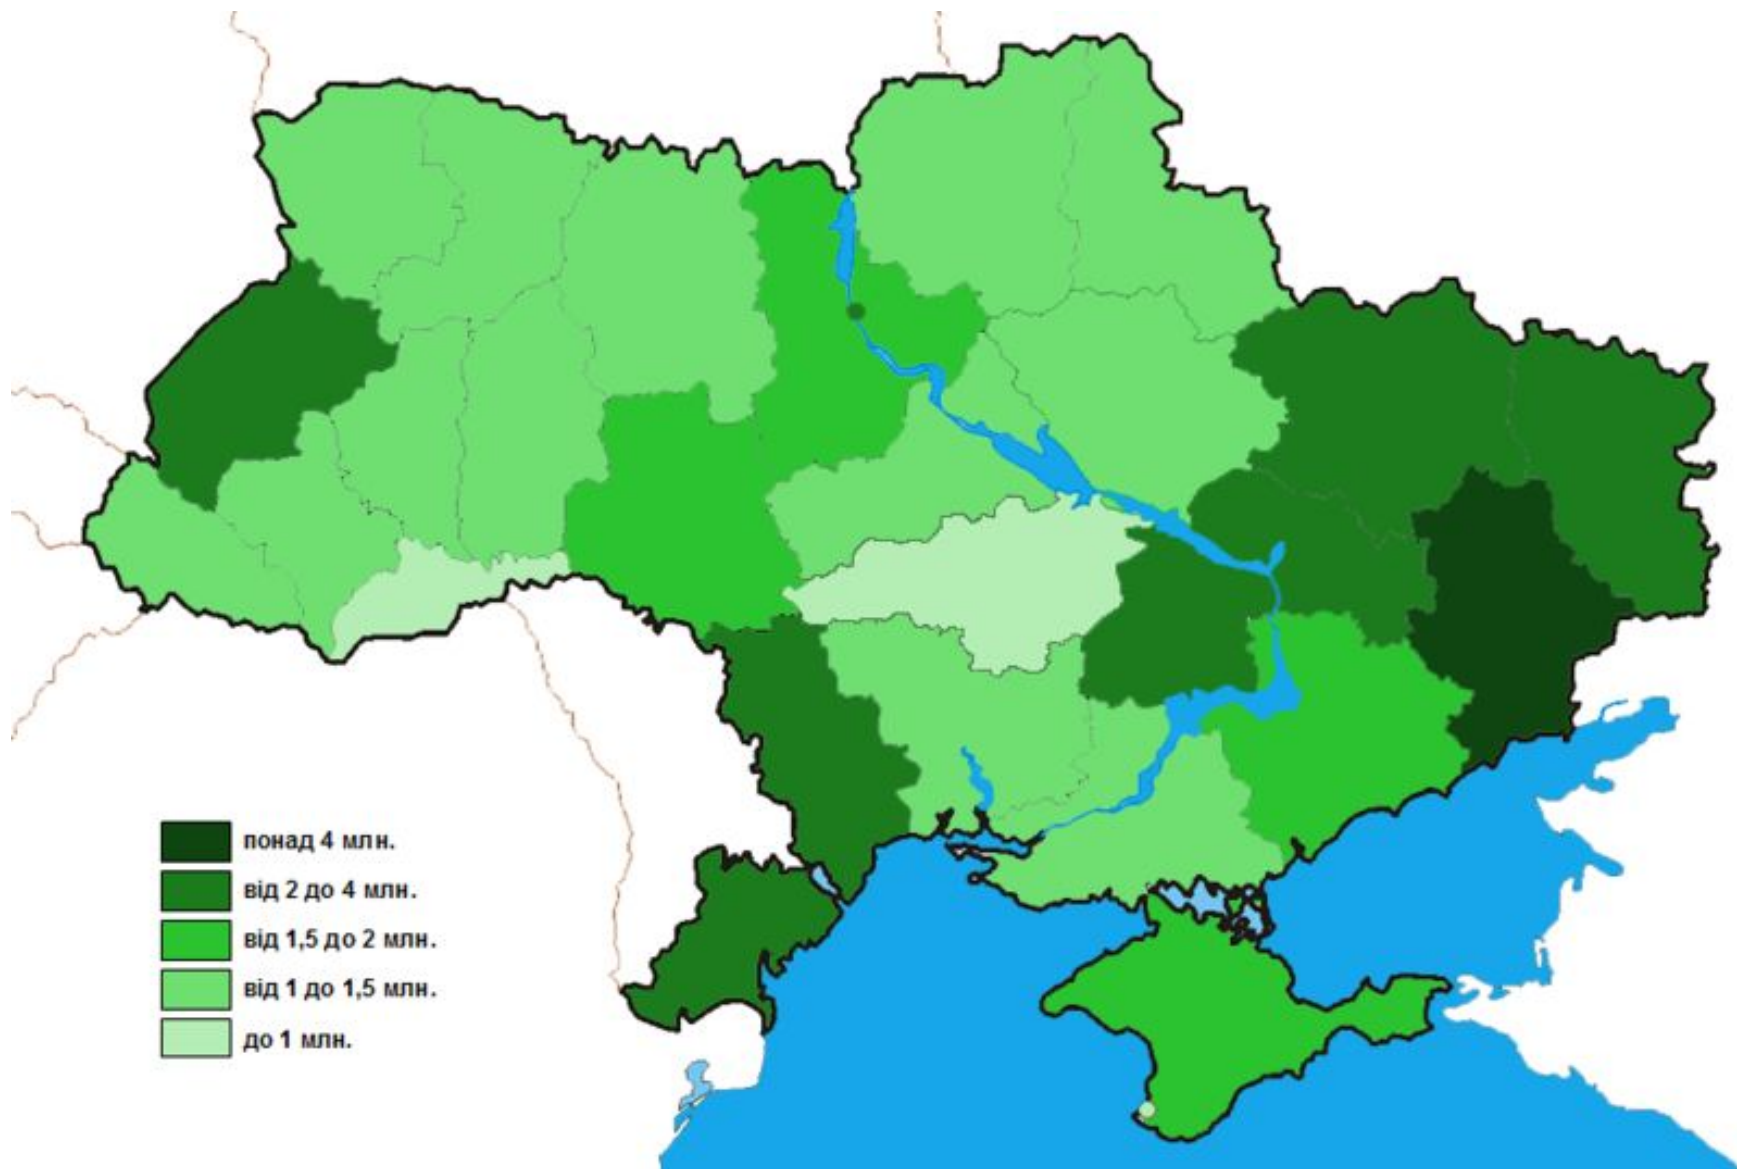 понад 4 млн.
від 2 до 4 млн.
від 1,5 до 2 млн.
від 1 до 1,5 млн.
до 1 млн.